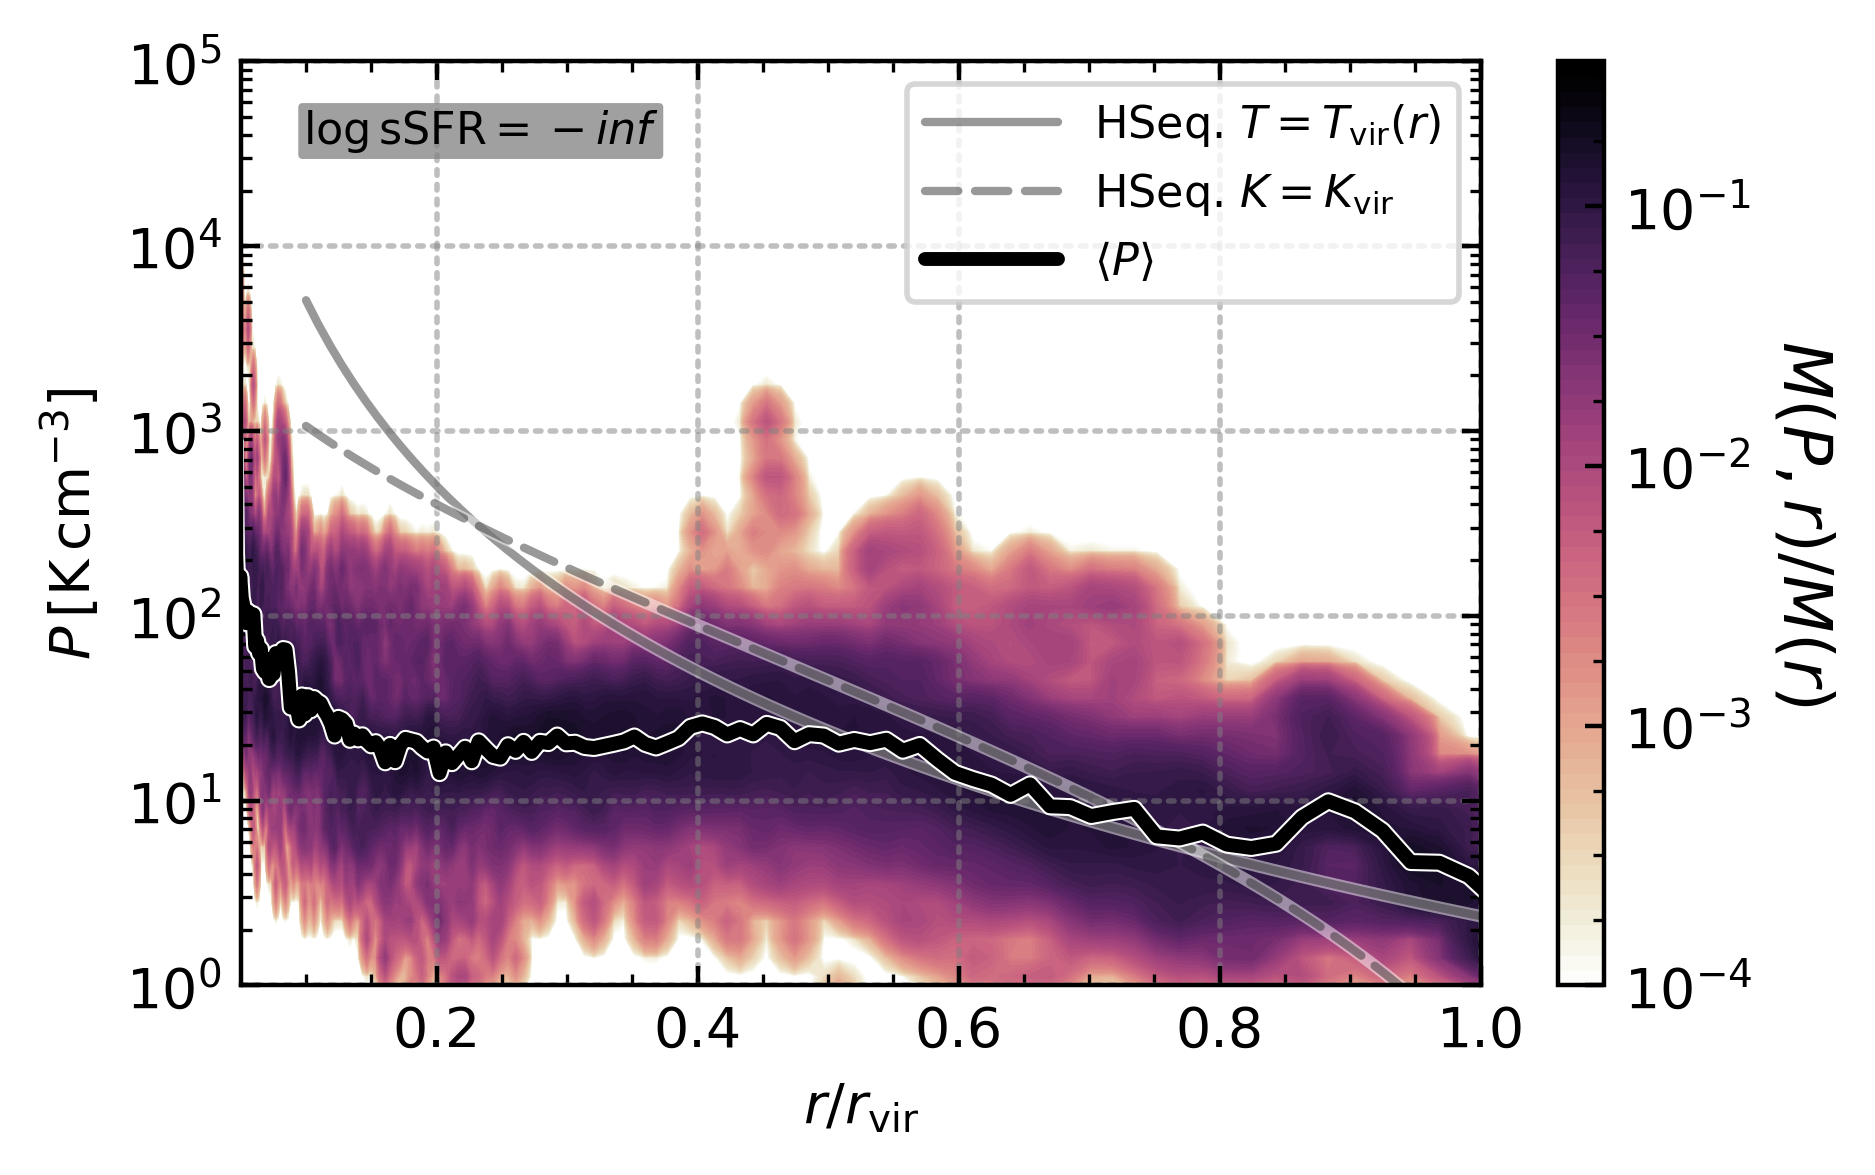 log sSFR = −inf
HSeq. T = T_vir(r)
HSeq. K = K_vir
⟨P⟩
10^5
10^4
10^3
10^2
10^1
10^0
P [K cm^−3]
0.2 0.4 0.6 0.8 1.0
r/r_vir
10^−1
10^−2
10^−3
10^−4
M(P, r)/M(r)